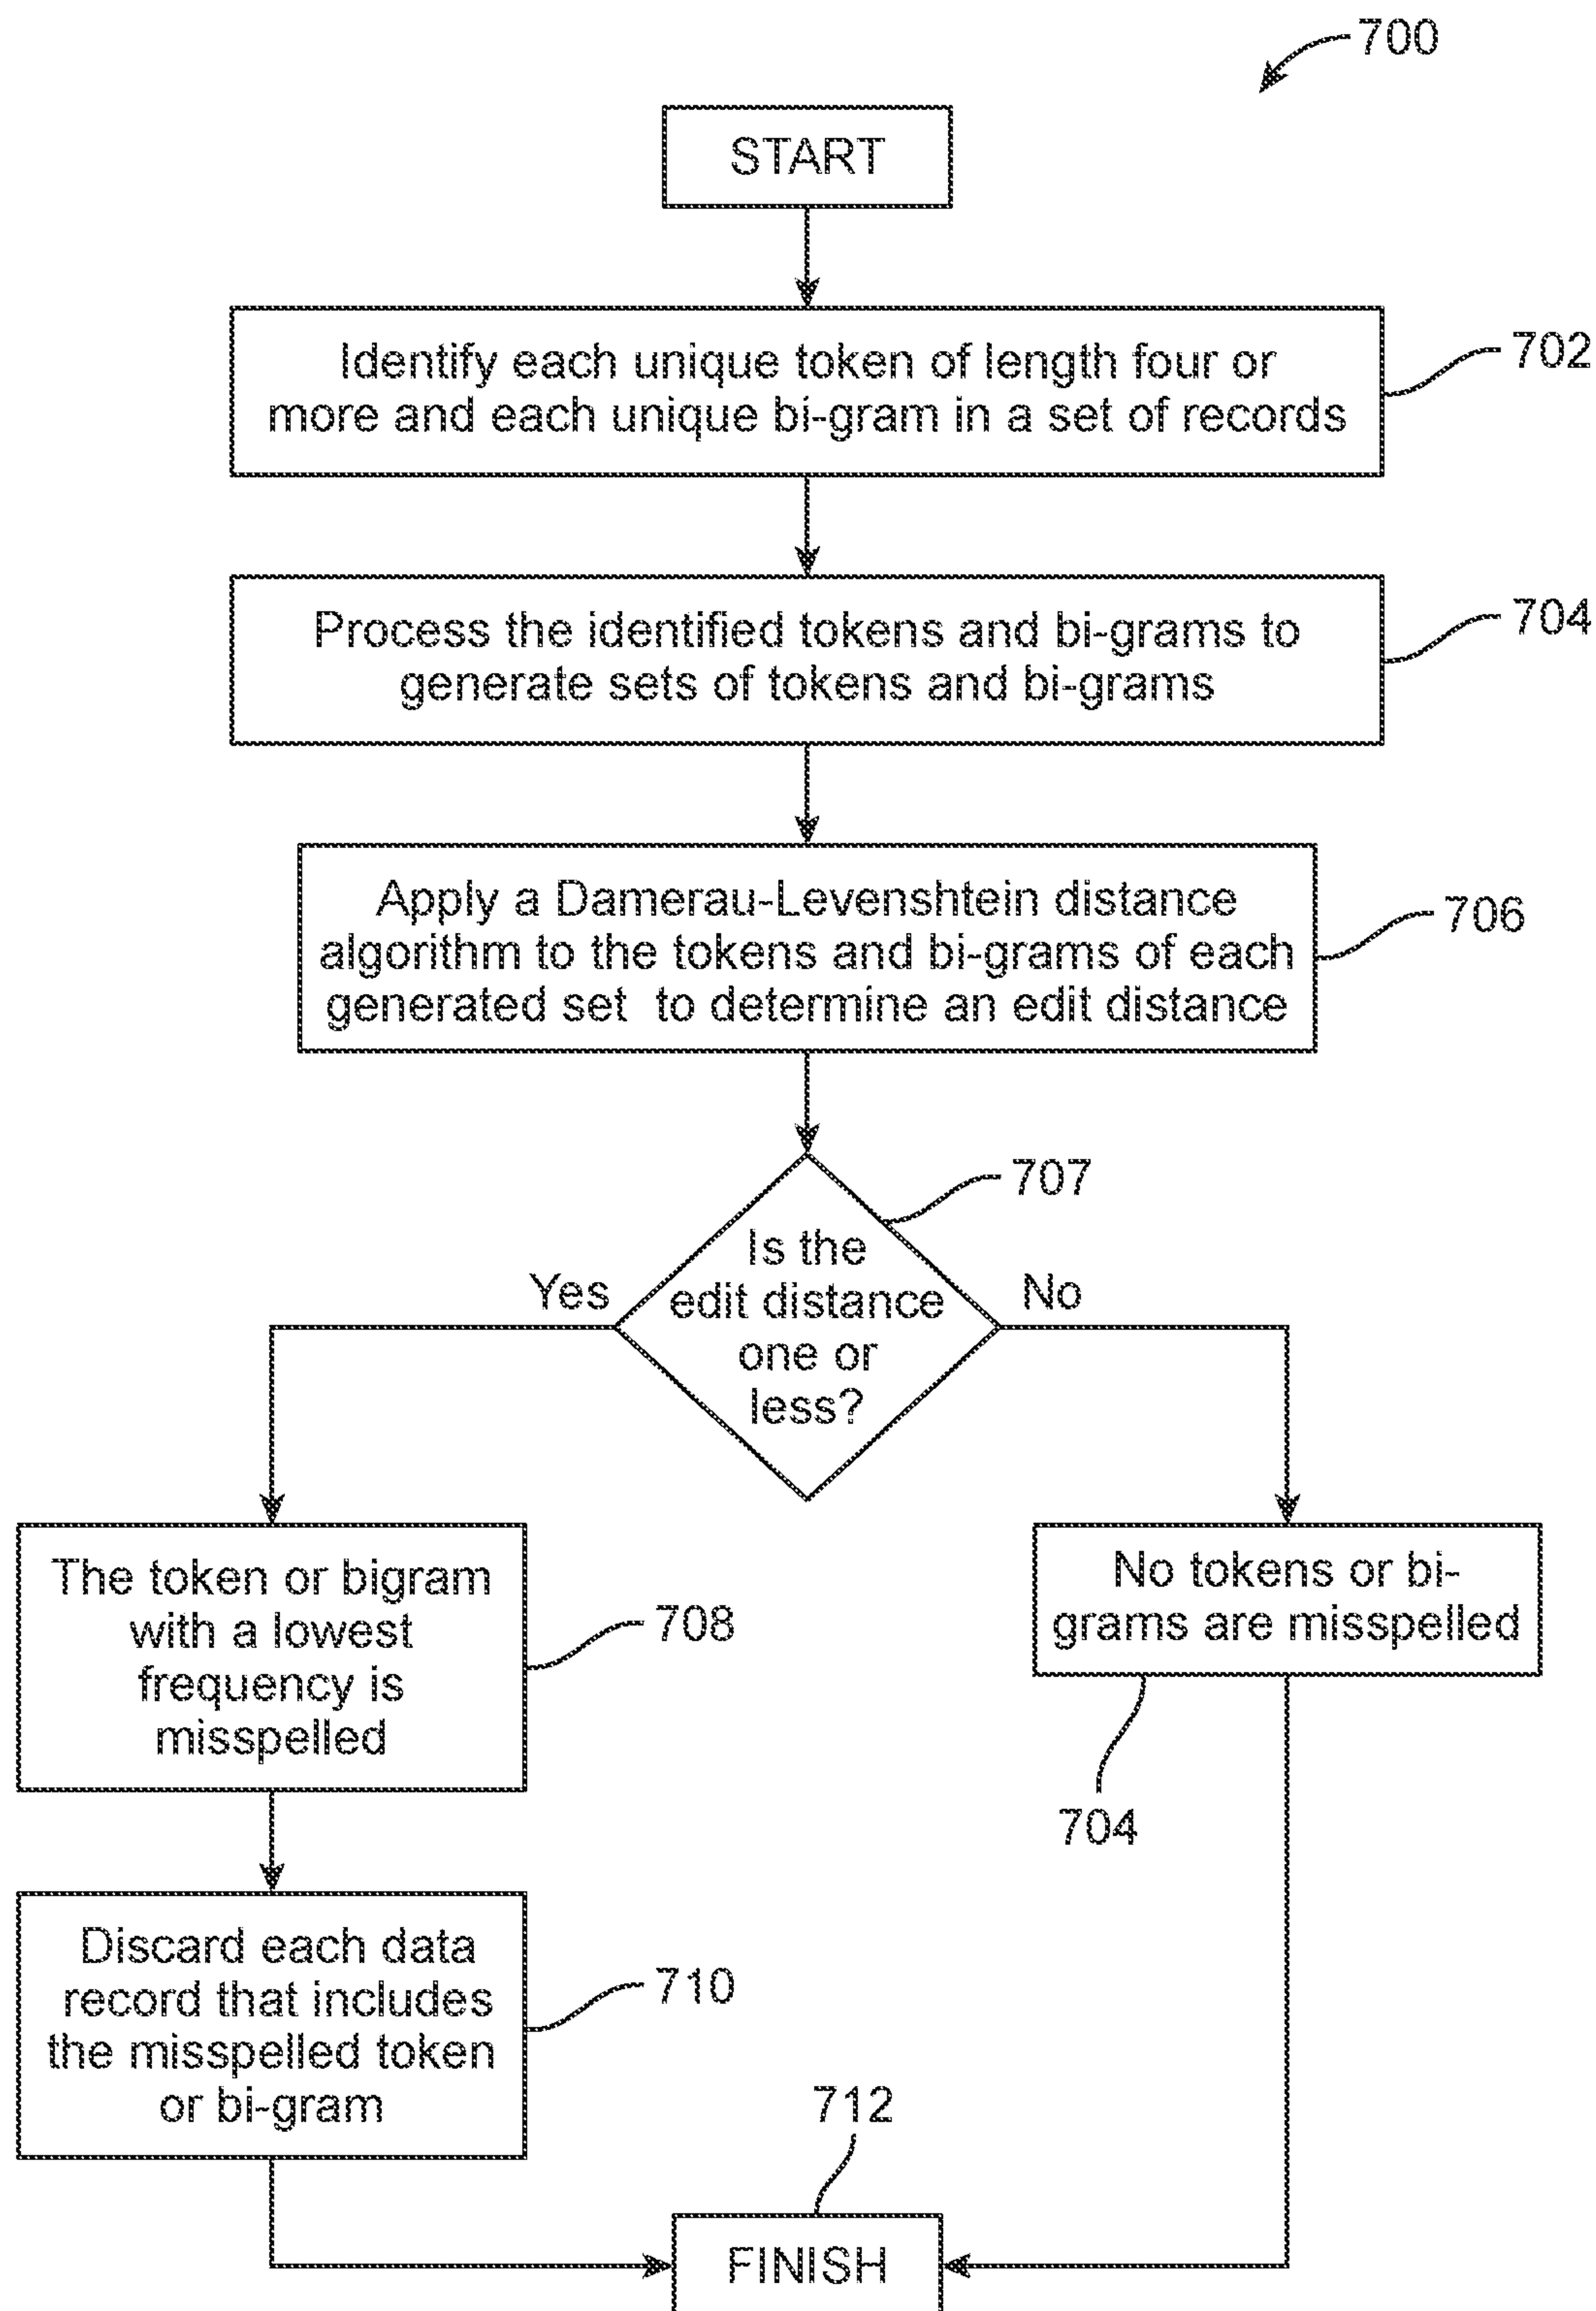 700
START
Identify each unique token of length four or
more and each unique bi-gram in a set of records
702
Process the identified tokens and bi-grams to
generate sets of tokens and bi-grams
704
Apply a Damerau-Levenshtein distance
algorithm to the tokens and bi-grams of each
generated set to determine an edit distance
706
Is the
edit distance
one or
less?
707
Yes
No
The token or bigram
with a lowest
frequency is
misspelled
708
No tokens or bi-
grams are misspelled
704
Discard each data
record that includes
the misspelled token
or bi-gram
710
712
FINISH